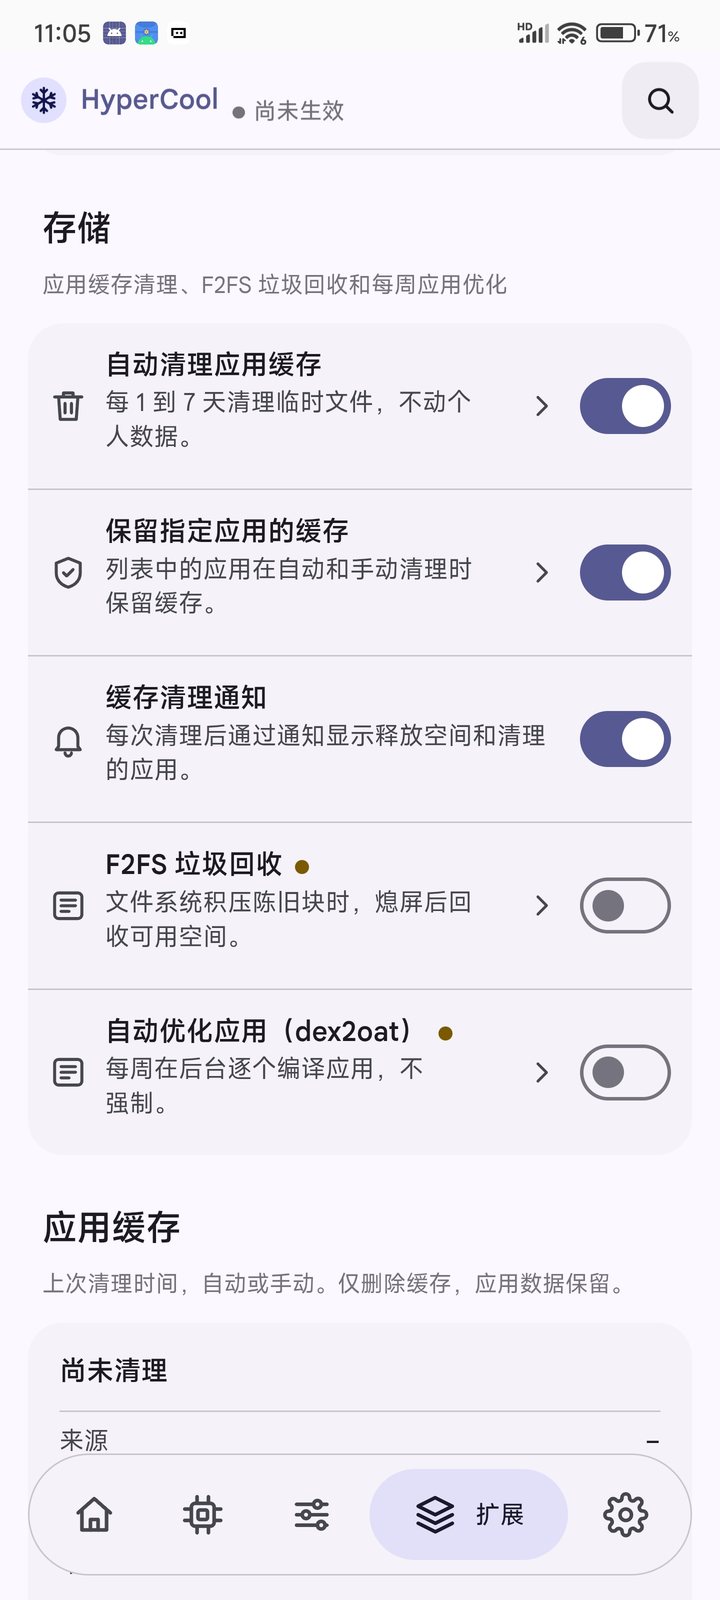 11:05 HD 6 71%
HyperCool 尚未生效
存储
应用缓存清理、F2FS 垃圾回收和每周应用优化
自动清理应用缓存
每 1 到 7 天清理临时文件，不动个
人数据。
保留指定应用的缓存
列表中的应用在自动和手动清理时
保留缓存。
缓存清理通知
每次清理后通过通知显示释放空间和清理
的应用。
F2FS 垃圾回收
文件系统积压陈旧块时，熄屏后回
收可用空间。
自动优化应用（dex2oat）
每周在后台逐个编译应用，不
强制。
应用缓存
上次清理时间，自动或手动。仅删除缓存，应用数据保留。
尚未清理
来源 –
扩展